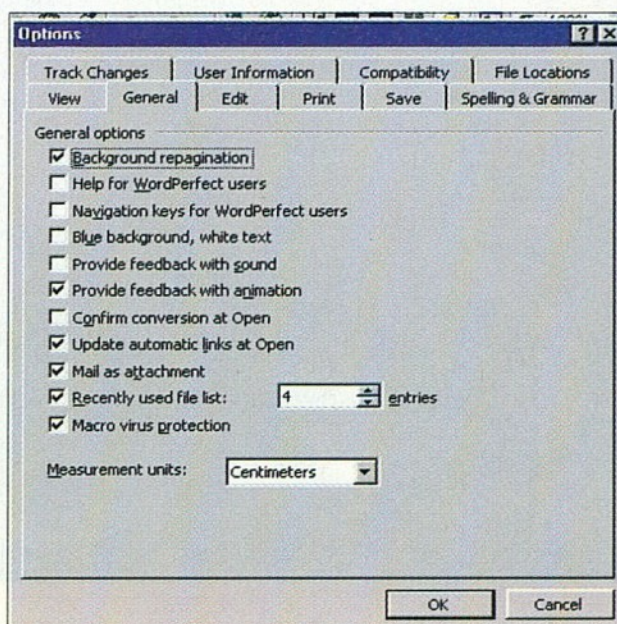 Options
Track Changes User Information Compatibility File Locations
View General Edit Print Save Spelling & Grammar
General options
Background repagination
Help for WordPerfect users
Navigation keys for WordPerfect users
Blue background, white text
Provide feedback with sound
Provide feedback with animation
Confirm conversion at Open
Update automatic links at Open
Mail as attachment
Recently used file list: 4 entries
Macro virus protection
Measurement units: Centimeters
OK Cancel